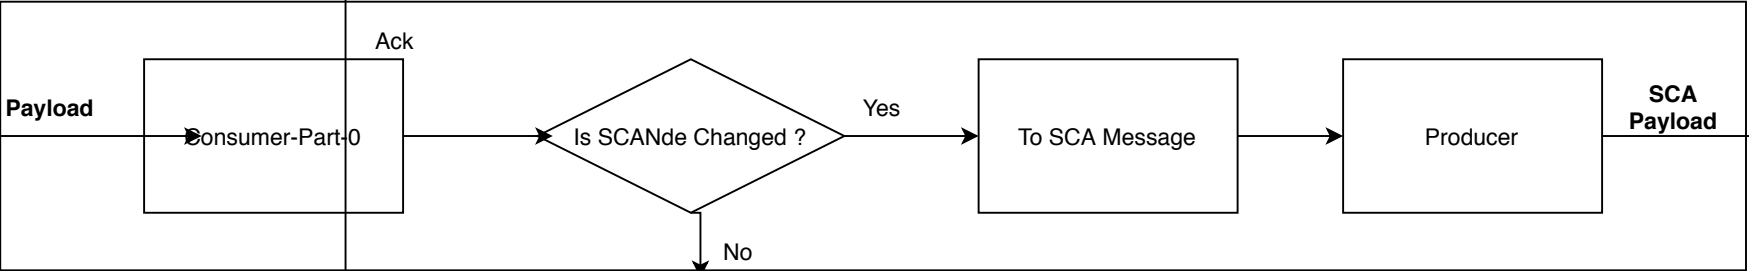 Ack
Payload
Consumer-Part-0
Is SCANde Changed ?
Yes
To SCA Message
Producer
SCA
Payload
No